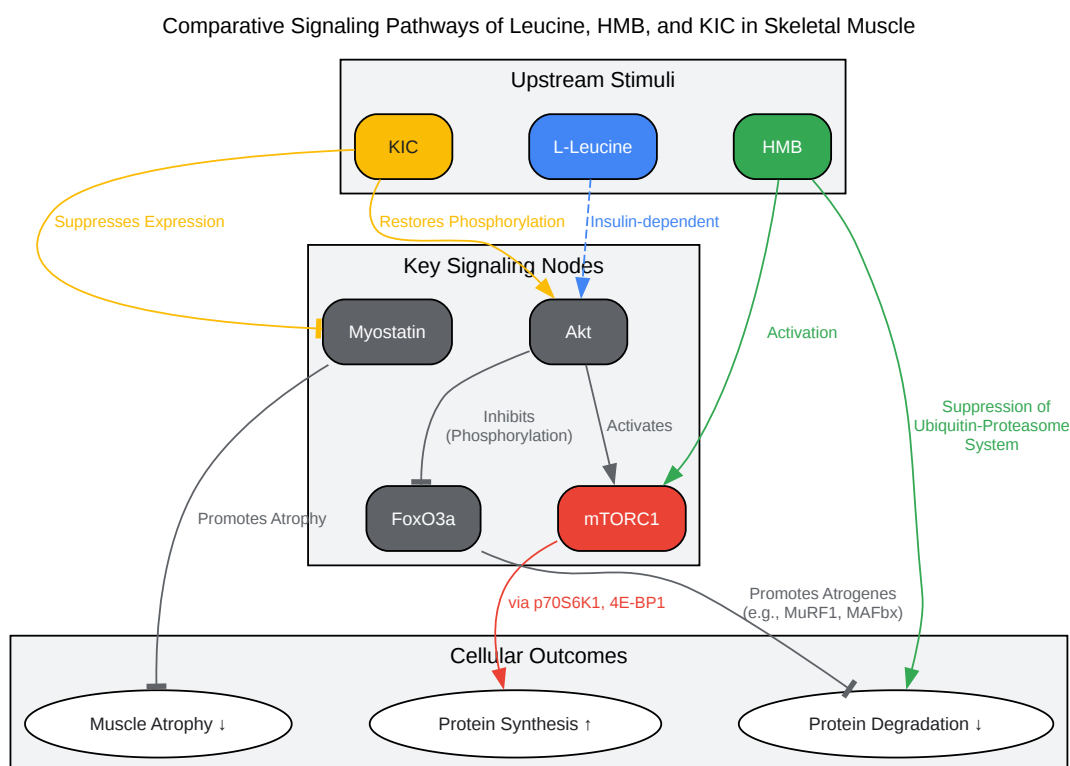 Comparative Signaling Pathways of Leucine, HMB, and KIC in Skeletal Muscle
Upstream Stimuli
KIC
L-Leucine
HMB
Suppresses Expression
Restores Phosphorylation
Insulin-dependent
Key Signaling Nodes
Myostatin
Akt
Activation
Inhibits
(Phosphorylation)
Activates
Suppression of
Ubiquitin-Proteasome
System
Promotes Atrophy
FoxO3a
mTORC1
via p70S6K1, 4E-BP1
Promotes Atrogenes
(e.g., MuRF1, MAFbx)
Cellular Outcomes
Muscle Atrophy ↓
Protein Synthesis ↑
Protein Degradation ↓